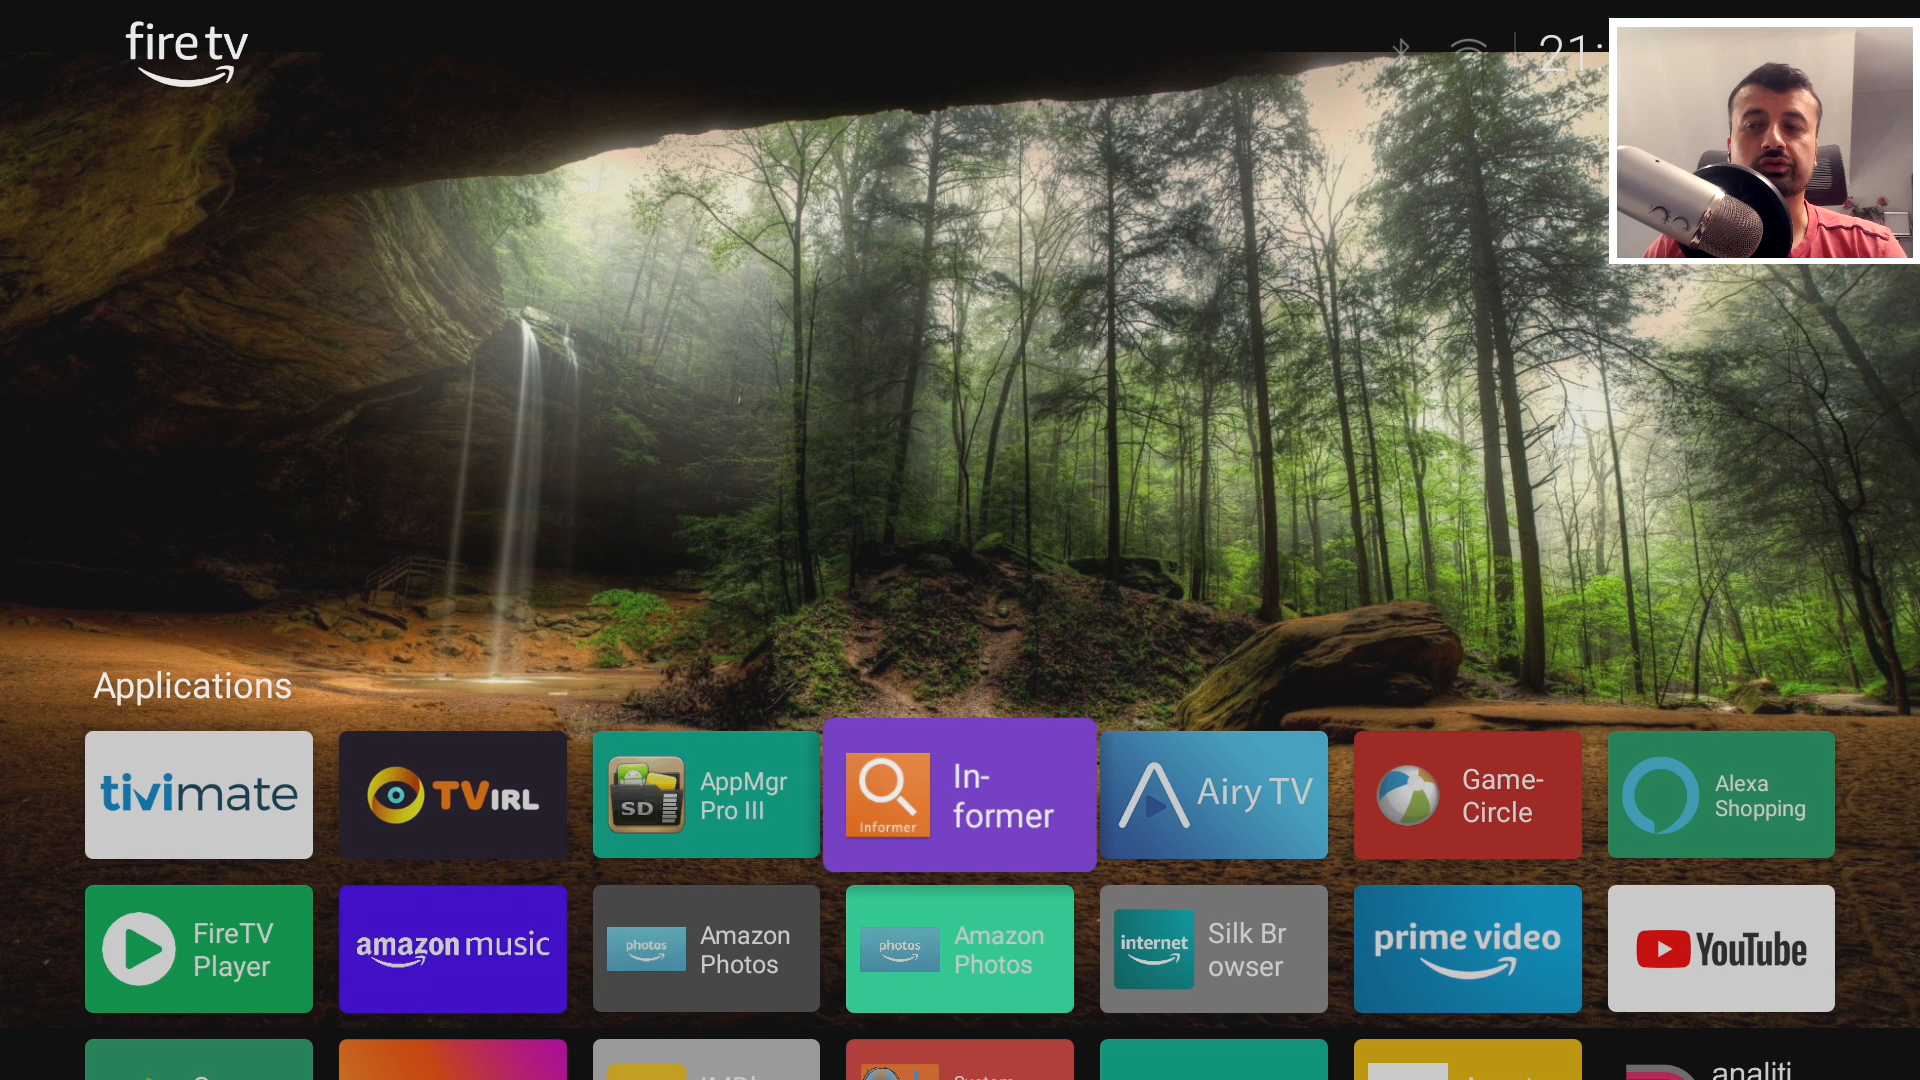 fire tv
21:
Applications
tivimate
TVIRL
SD
AppMgr
Pro III
Informer
In-
former
Airy TV
Game-
Circle
Alexa
Shopping
FireTV
Player
amazon music
photos
Amazon
Photos
photos
Amazon
Photos
internet
Silk Br
owser
prime video
YouTube
analiti